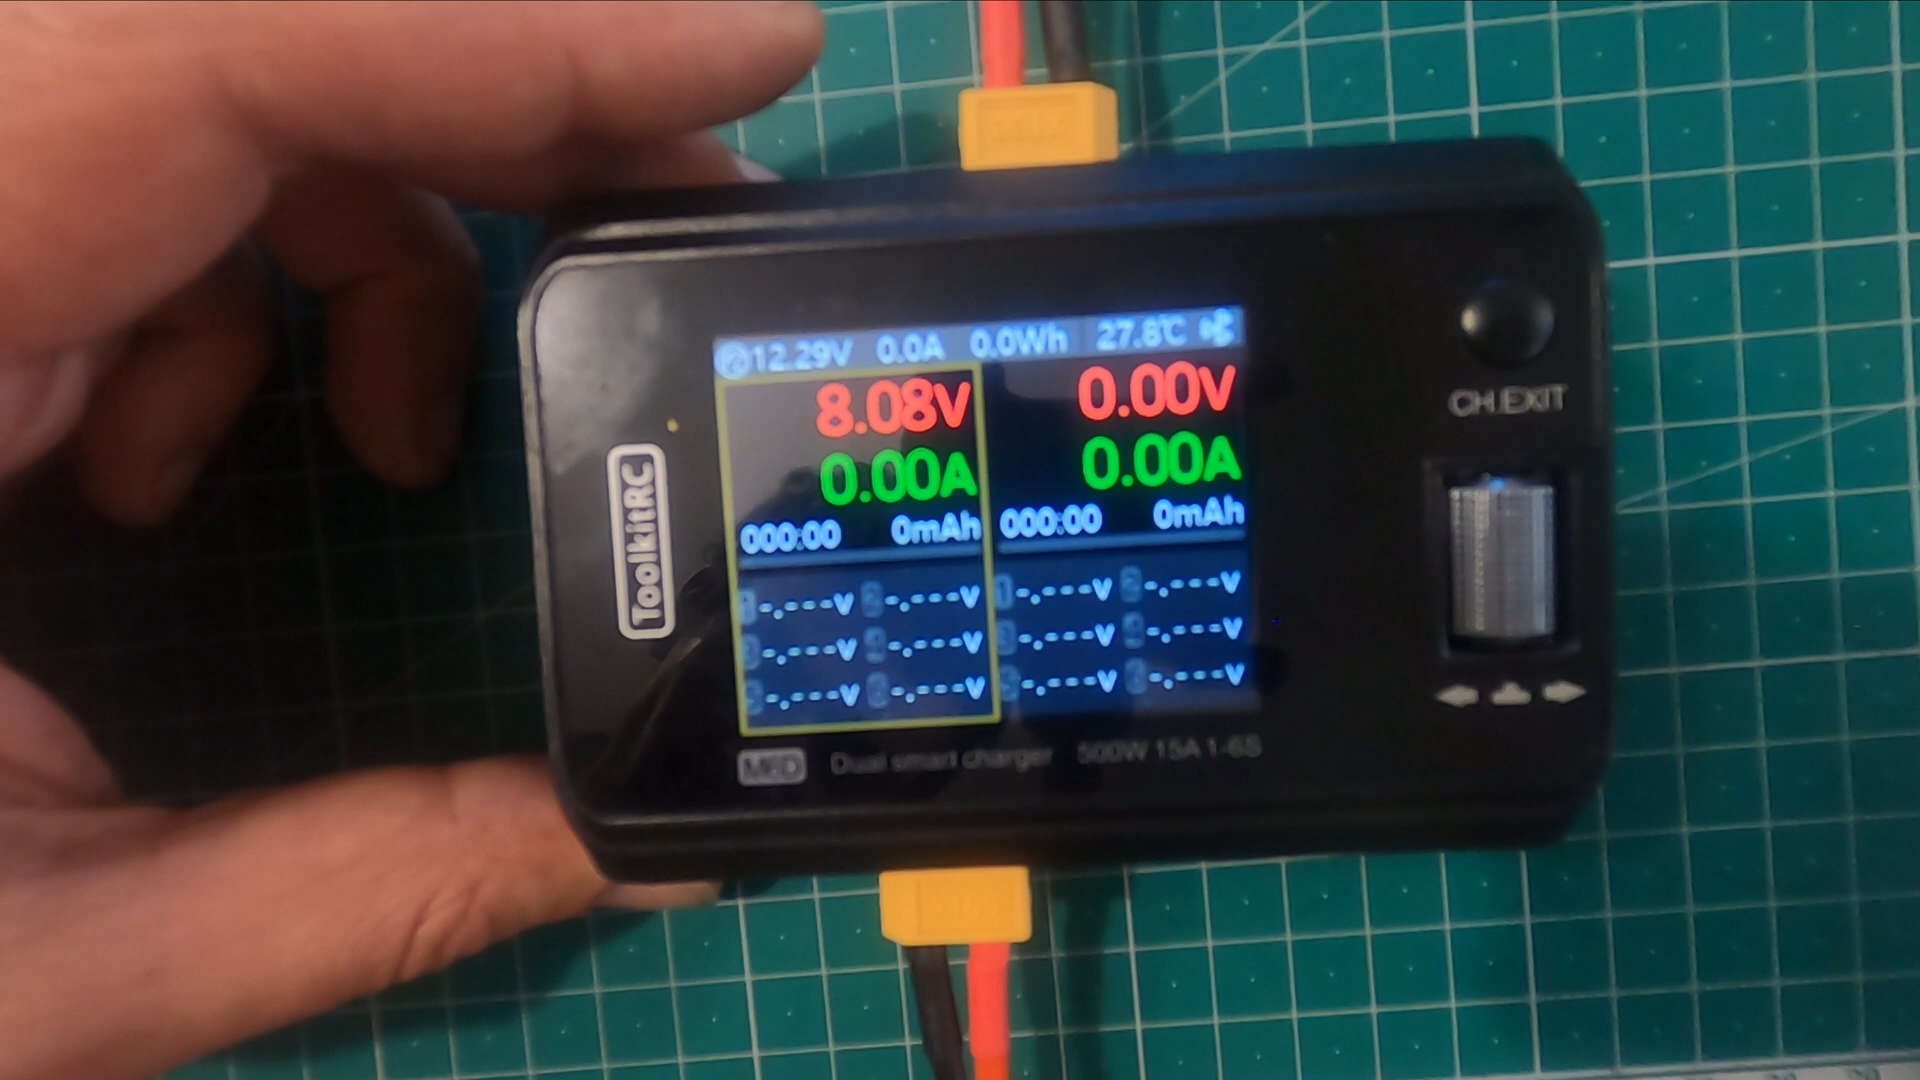 12.29V 0.0A 0.0Wh 27.8℃
8.08V 0.00V
0.00A 0.00A
000:00 0mAh 000:00 0mAh
-.---V -.---V -.---V -.---V
-.---V -.---V -.---V -.---V
-.---V -.---V -.---V -.---V
ToolkitRC
CH.EXIT
Dual smart charger 500W 15A 1-6S